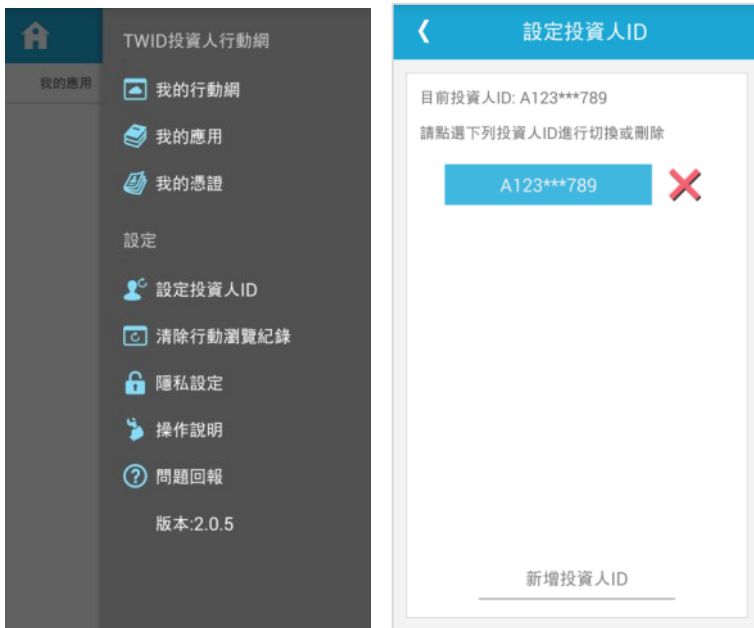 我的應用
TWID投資人行動網
我的行動網
我的應用
我的憑證
設定
設定投資人ID
清除行動瀏覽紀錄
隱私設定
操作說明
問題回報
版本:2.0.5
設定投資人ID
目前投資人ID: A123***789
請點選下列投資人ID進行切換或刪除
A123***789
新增投資人ID